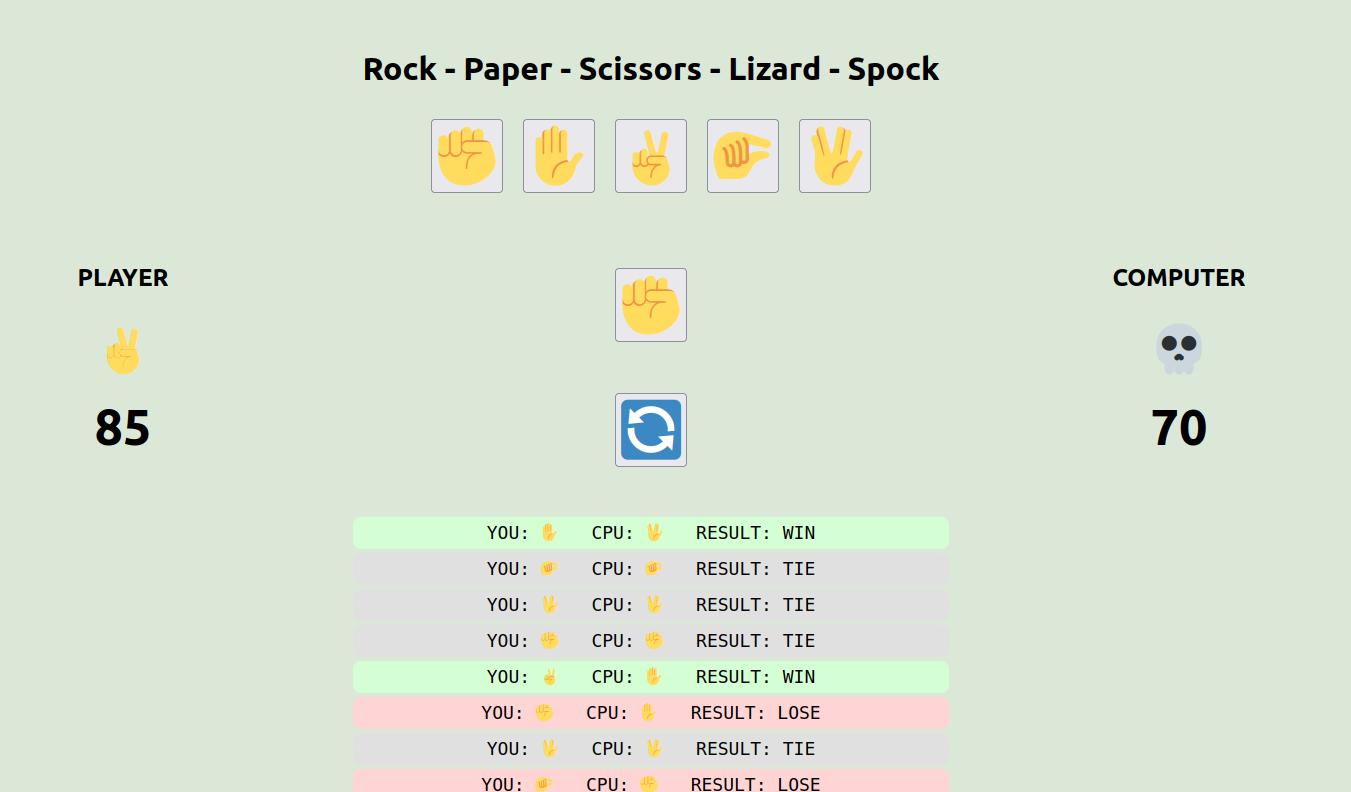 Rock - Paper - Scissors - Lizard - Spock
PLAYER
COMPUTER
85
70
YOU: ✋ CPU: 🖖 RESULT: WIN
YOU: 🤏 CPU: 🤏 RESULT: TIE
YOU: 🖖 CPU: 🖖 RESULT: TIE
YOU: ✊ CPU: ✊ RESULT: TIE
YOU: ✌ CPU: ✋ RESULT: WIN
YOU: ✊ CPU: ✋ RESULT: LOSE
YOU: 🖖 CPU: 🖖 RESULT: TIE
YOU: 🤏 CPU: ✊ RESULT: LOSE